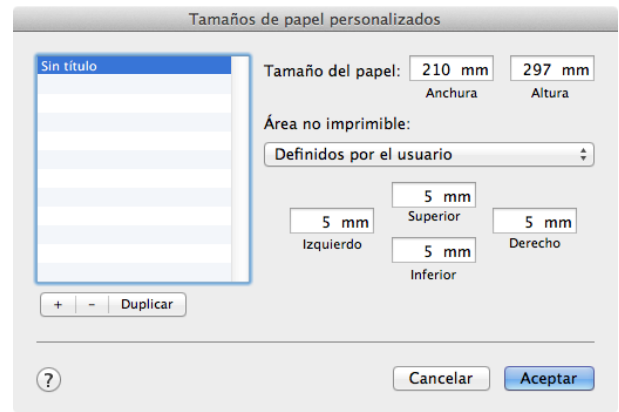 Tamaños de papel personalizados
Sin título
Tamaño del papel: 210 mm 297 mm
Anchura Altura
Área no imprimible:
Definidos por el usuario
5 mm
Superior
5 mm 5 mm
Izquierdo Derecho
5 mm
Inferior
+ - Duplicar
? Cancelar Aceptar